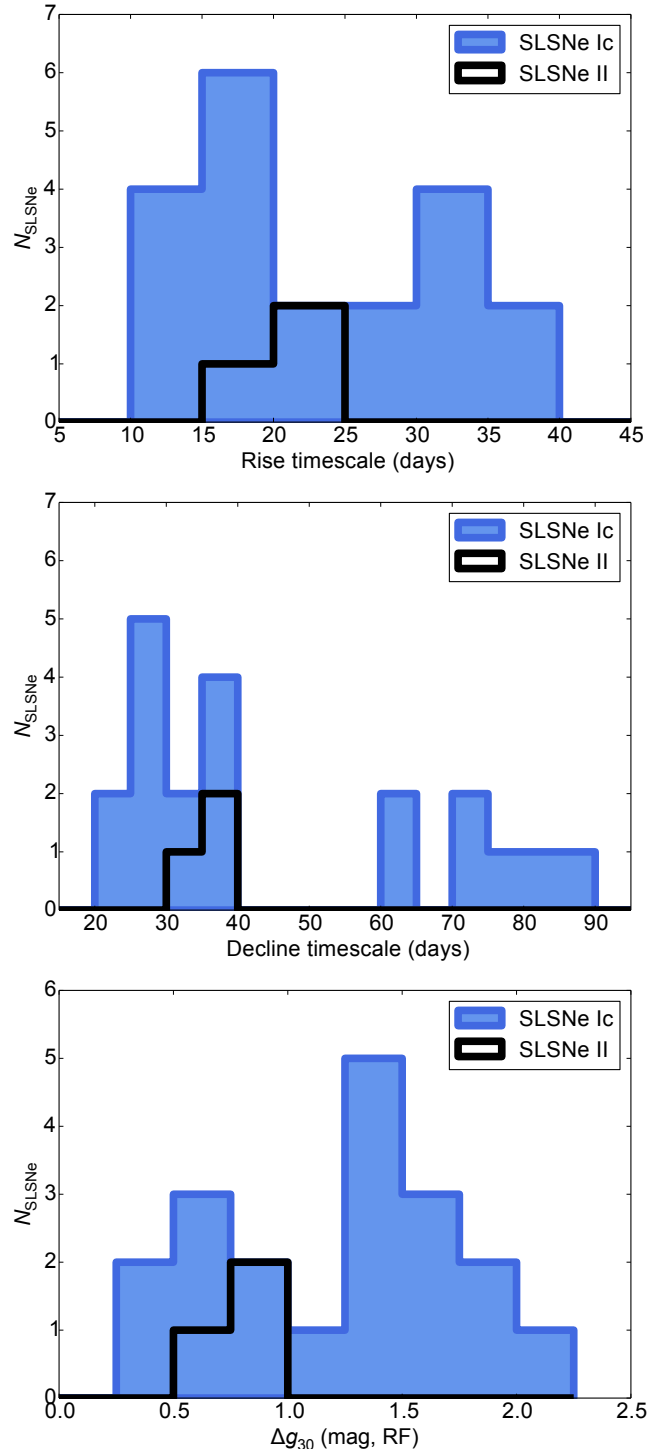 7
6
5
4
3
2
1
0
N_SLSNe
SLSNe Ic
SLSNe II
5 10 15 20 25 30 35 40 45
Rise timescale (days)
7
6
5
4
3
2
1
0
N_SLSNe
SLSNe Ic
SLSNe II
20 30 40 50 60 70 80 90
Decline timescale (days)
6
5
4
3
2
1
0
N_SLSNe
SLSNe Ic
SLSNe II
0.0 0.5 1.0 1.5 2.0 2.5
Δg₃₀ (mag, RF)